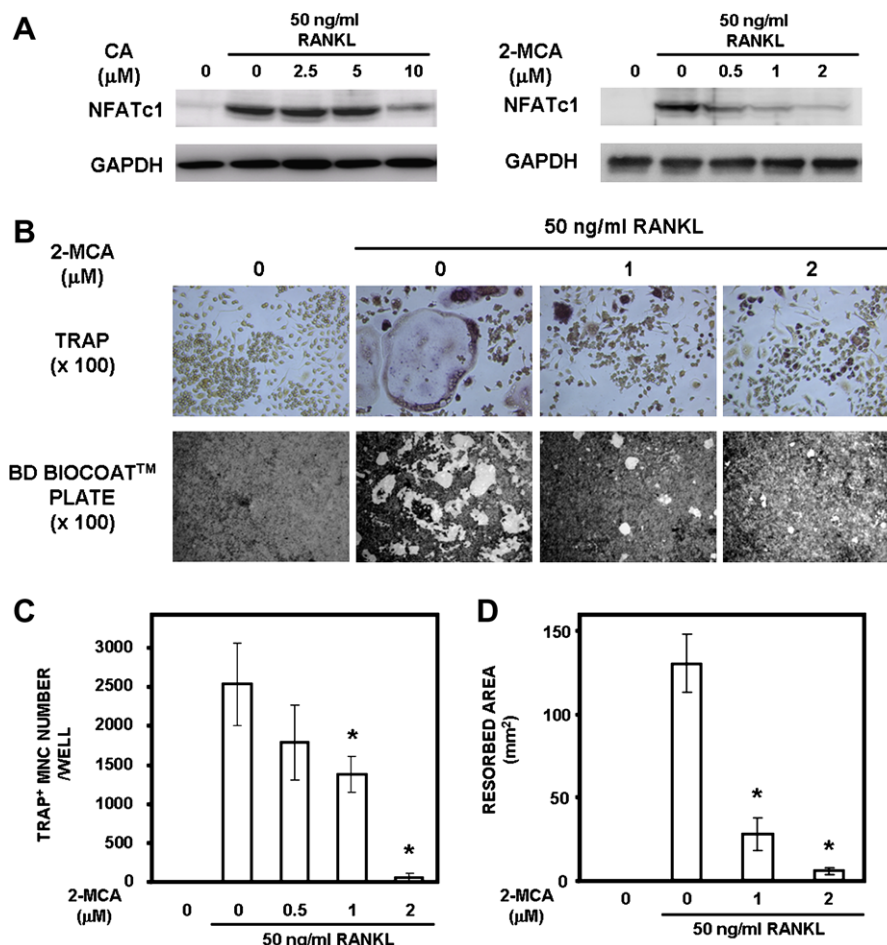 A
50 ng/ml
RANKL
CA
(μM)
0 0 2.5 5 10
NFATc1
GAPDH
50 ng/ml
RANKL
2-MCA
(μM)
0 0 0.5 1 2
NFATc1
GAPDH
B
50 ng/ml RANKL
2-MCA
(μM)
0 0 1 2
TRAP
(x 100)
BD BIOCOAT™
PLATE
(x 100)
C
TRAP⁺ MNC NUMBER
/WELL
3000
2500
2000
1500
1000
500
0
*
*
2-MCA
(μM)
0 0 0.5 1 2
50 ng/ml RANKL
D
RESORBED AREA
(mm²)
150
100
50
0
*
*
2-MCA
(μM)
0 0 1 2
50 ng/ml RANKL